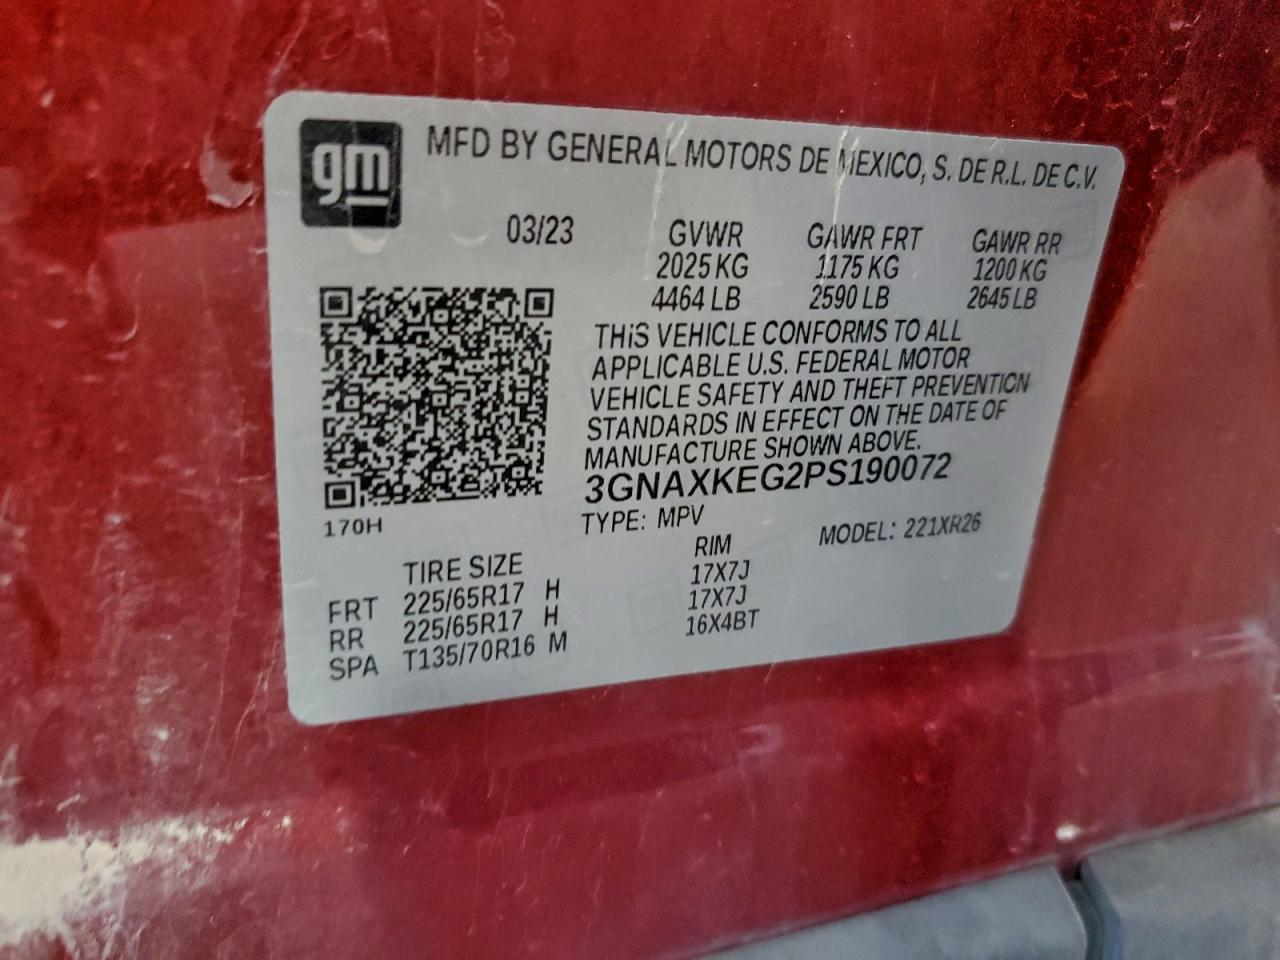 gm
MFD BY GENERAL MOTORS DE MEXICO, S. DE R.L. DE C.V.
03/23 GVWR GAWR FRT GAWR RR
2025 KG 1175 KG 1200 KG
4464 LB 2590 LB 2645 LB
THIS VEHICLE CONFORMS TO ALL
APPLICABLE U.S. FEDERAL MOTOR
VEHICLE SAFETY AND THEFT PREVENTION
STANDARDS IN EFFECT ON THE DATE OF
MANUFACTURE SHOWN ABOVE.
3GNAXKEG2PS190072
170H
TYPE: MPV MODEL: 221XR26
TIRE SIZE RIM
FRT 225/65R17 H 17X7J
RR 225/65R17 H 17X7J
SPA T135/70R16 M 16X4BT